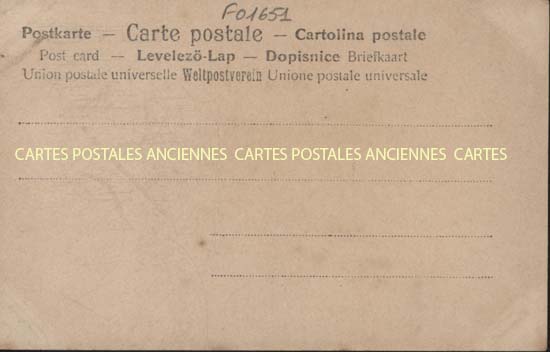 F01651
Postkarte — Carte postale — Cartolina postale
Post card — Levelező-Lap — Dopisnice Briefkaart
Union postale universelle Weltpostverein Unione postale universale
CARTES POSTALES ANCIENNES CARTES POSTALES ANCIENNES CARTES